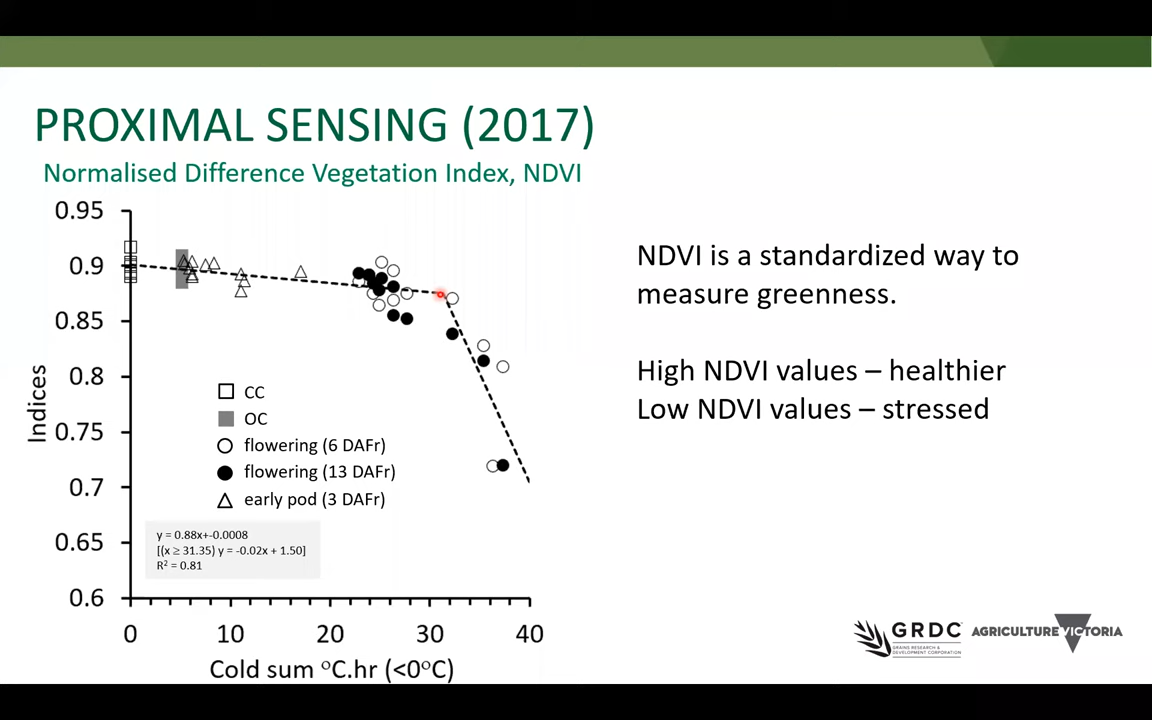 PROXIMAL SENSING (2017)
Normalised Difference Vegetation Index, NDVI
0.95
0.9
0.85
0.8
0.75
0.7
0.65
0.6
Indices
CC
OC
flowering (6 DAFr)
flowering (13 DAFr)
early pod (3 DAFr)
y = 0.88x+-0.0008
[(x ≥ 31.35) y = -0.02x + 1.50]
R² = 0.81
0 10 20 30 40
Cold sum °C.hr (<0°C)
NDVI is a standardized way to
measure greenness.
High NDVI values – healthier
Low NDVI values – stressed
GRDC
GRAINS RESEARCH &
DEVELOPMENT CORPORATION
AGRICULTURE VICTORIA